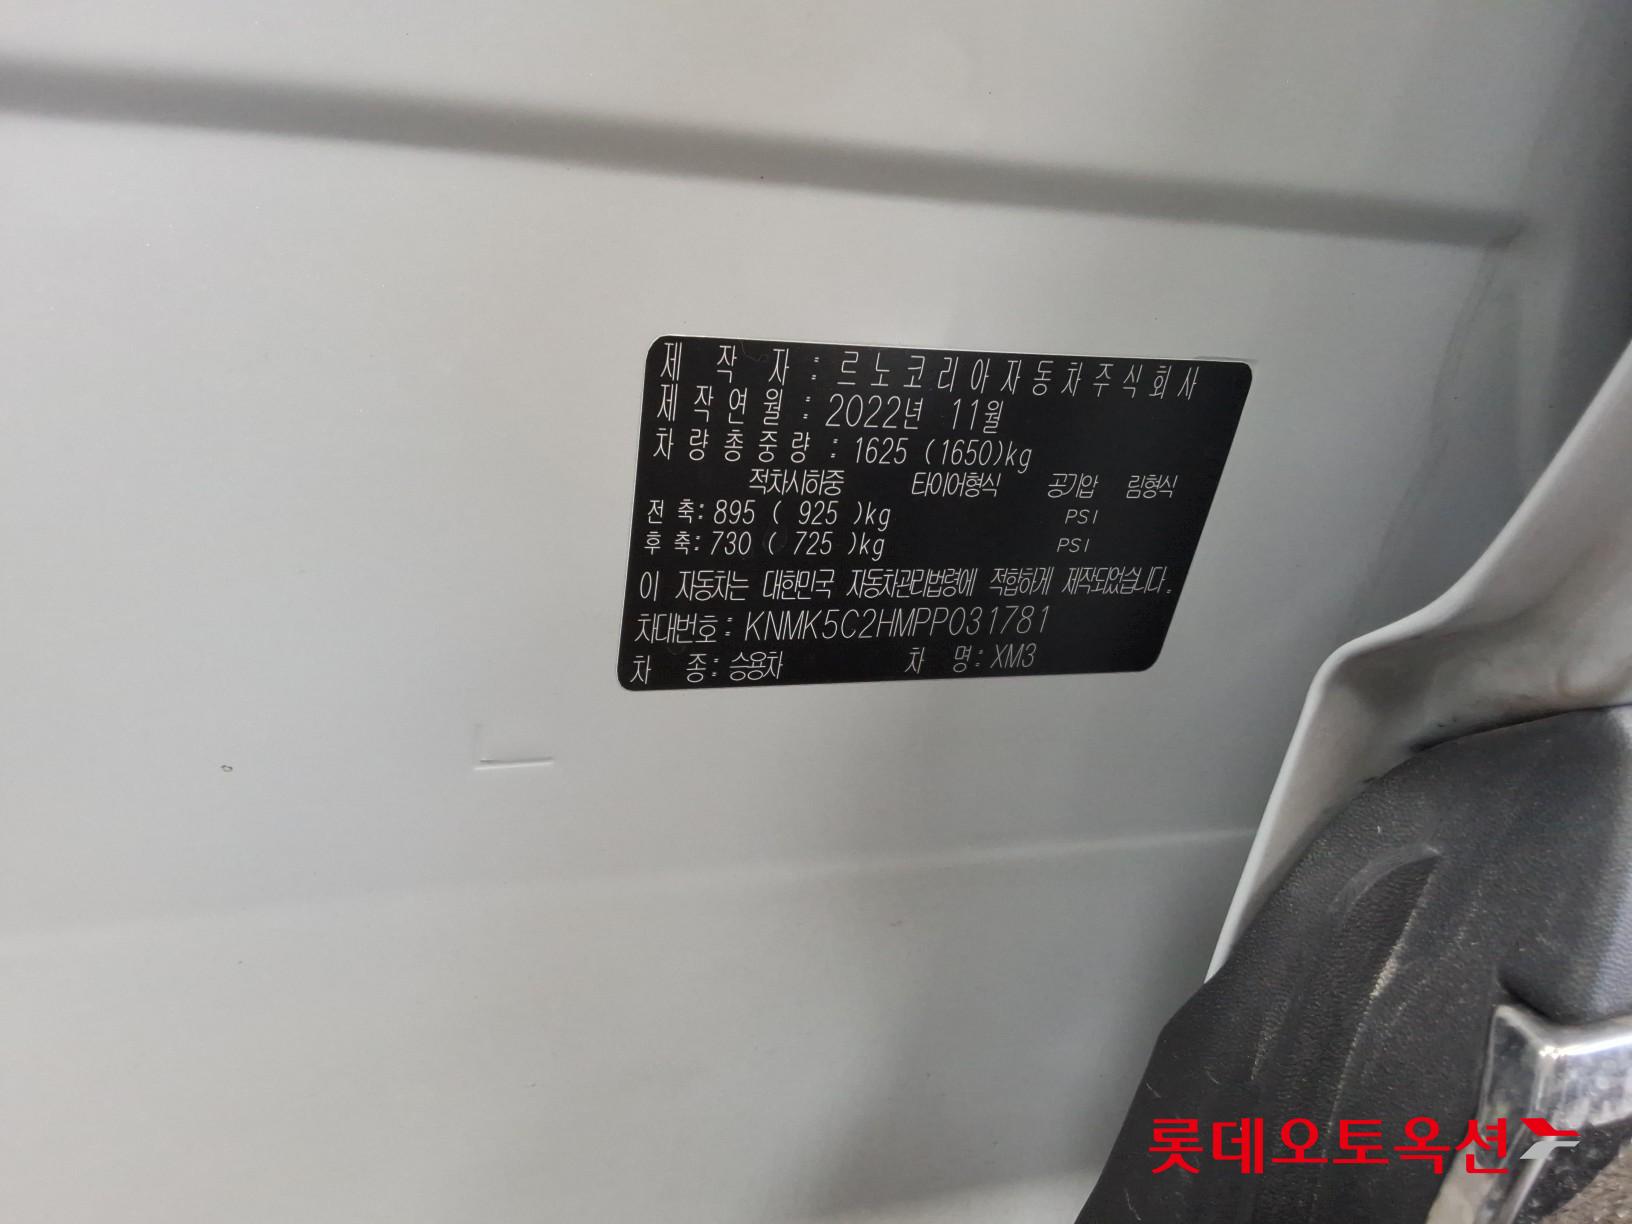 제 작 자 : 르노코리아자동차주식회사
제작연월 : 2022년 11월
차량총중량 : 1625 (1650)kg
적차시하중 타이어형식 공기압 림형식
전 축: 895 ( 925 )kg PSI
후 축: 730 ( 725 )kg PSI
이 자동차는 대한민국 자동차관리법령에 적합하게 제작되었습니다.
차대번호: KNMK5C2HMPP031781
차 종: 승용차 차 명: XM3
롯데오토옥션